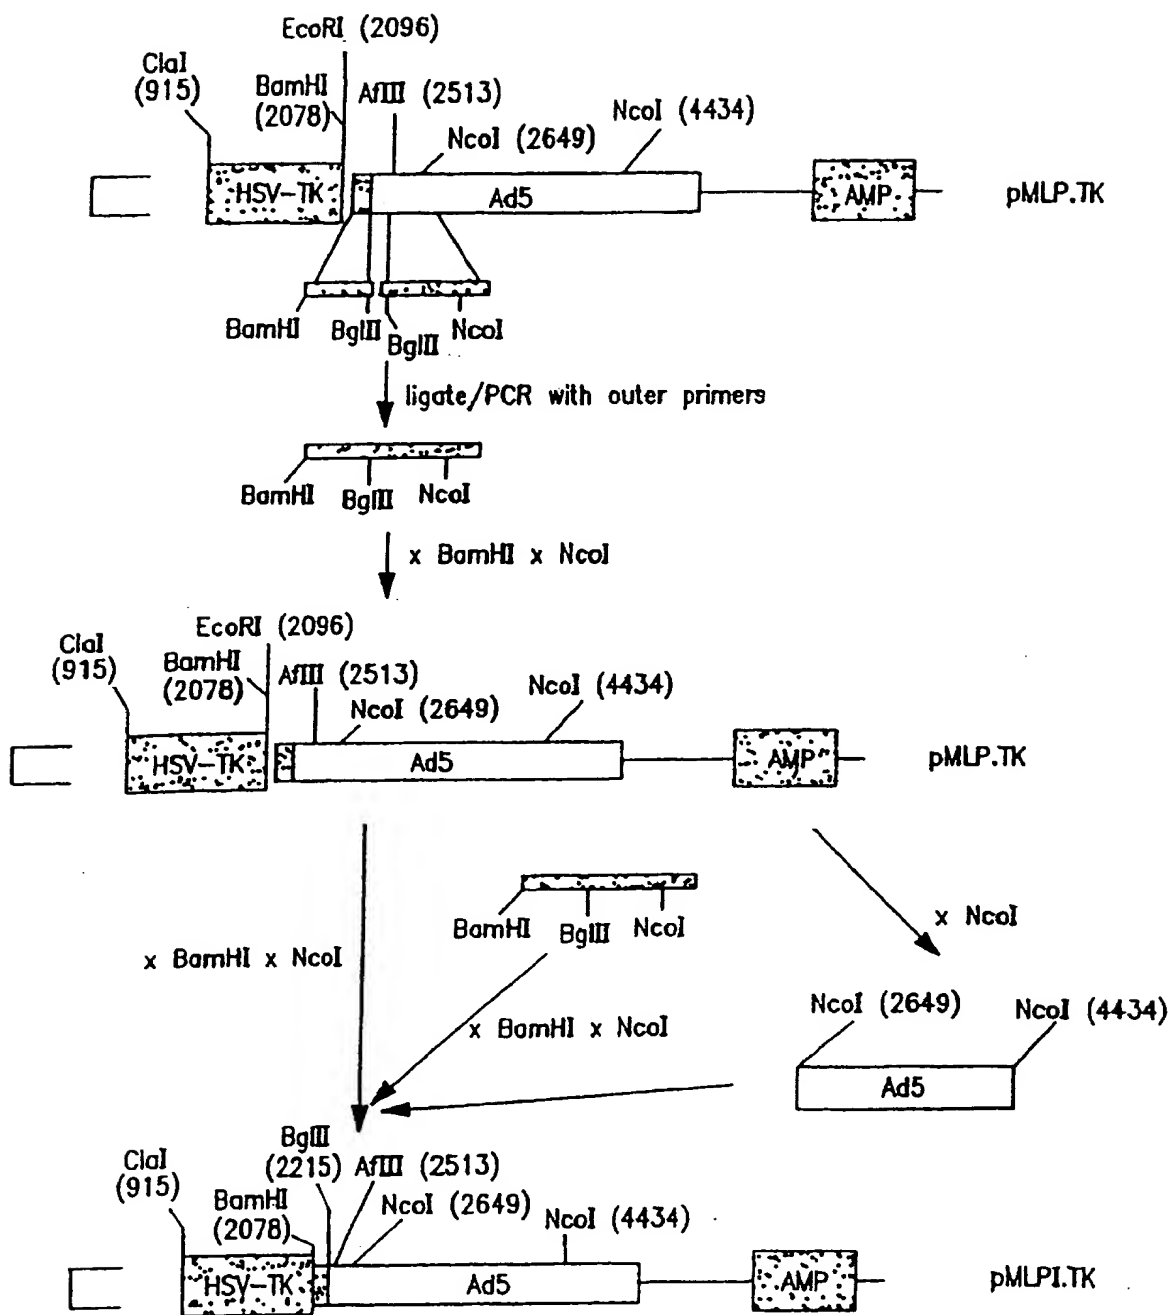 EcoRI (2096)
ClaI
(915)
BamHI
(2078)
AflII (2513)
NcoI (2649)
NcoI (4434)
HSV-TK
Ad5
AMP
pMLP.TK
BamHI
BglII
BglII
NcoI
ligate/PCR with outer primers
BamHI
BglII
NcoI
x BamHI x NcoI
EcoRI (2096)
ClaI
(915)
BamHI
(2078)
AflII (2513)
NcoI (2649)
NcoI (4434)
HSV-TK
Ad5
AMP
pMLP.TK
BamHI
BglII
NcoI
x NcoI
x BamHI x NcoI
x BamHI x NcoI
NcoI (2649)
NcoI (4434)
Ad5
BglII
(2215)
ClaI
(915)
AflII (2513)
BamHI
(2078)
NcoI (2649)
NcoI (4434)
HSV-TK
Ad5
AMP
pMLPI.TK